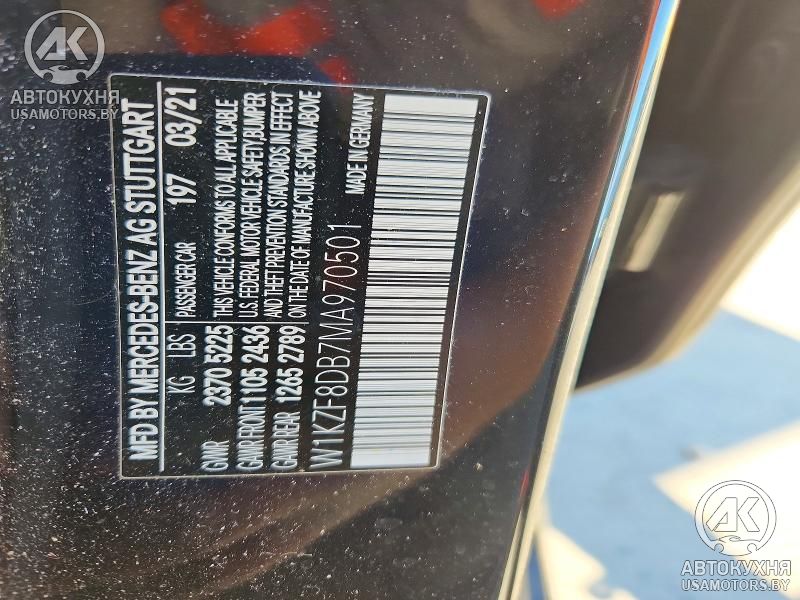 AK
АВТОКУХНЯ
USAMOTORS.BY
MFD BY MERCEDES-BENZ AG STUTTGART
KG LBS PASSENGER CAR 197 03/21
GVWR 2370 5225 THIS VEHICLE CONFORMS TO ALL APPLICABLE
GAWR FRONT 1105 2436 U.S. FEDERAL MOTOR VEHICLE SAFETY,BUMPER
GAWR REAR 1265 2789 AND THEFT PREVENTION STANDARDS IN EFFECT
ON THE DATE OF MANUFACTURE SHOWN ABOVE
W1KZF8DB7MA970501
MADE IN GERMANY
AK
АВТОКУХНЯ
USAMOTORS.BY